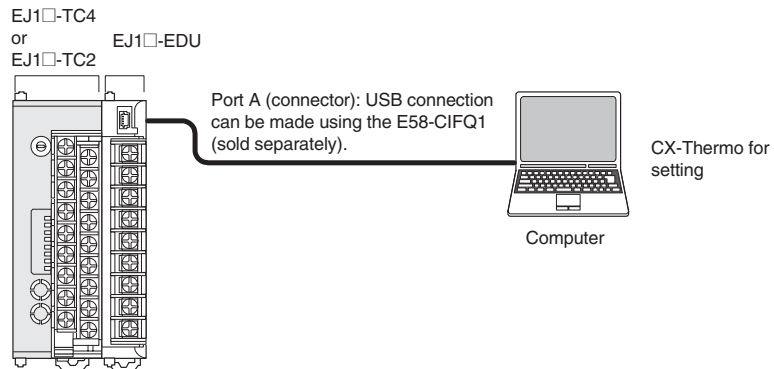 EJ1□-TC4
or
EJ1□-TC2
EJ1□-EDU
Port A (connector): USB connection
can be made using the E58-CIFQ1
(sold separately).
CX-Thermo for
setting
Computer